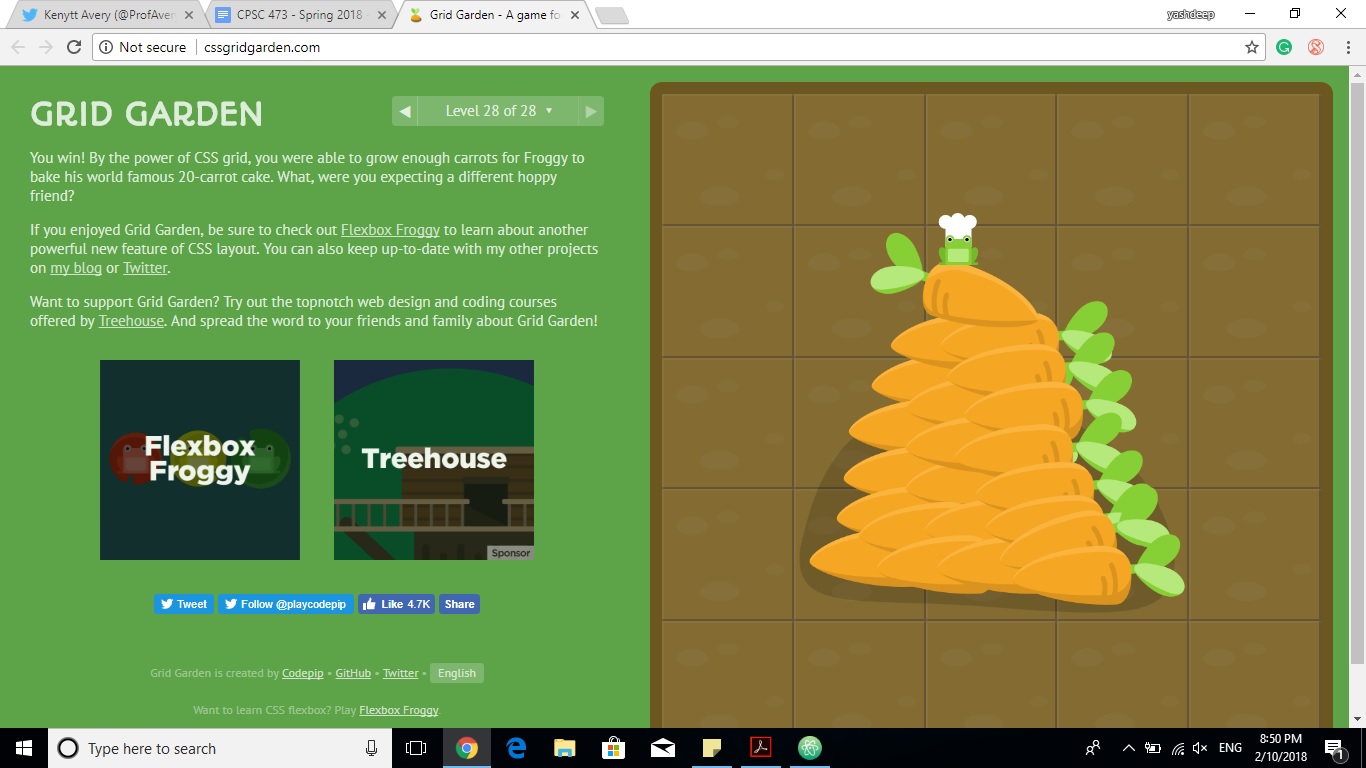 Kenytt Avery (@ProfAver
CPSC 473 - Spring 2018
Grid Garden - A game fo
yashdeep
Not secure
cssgridgarden.com
GRID GARDEN
Level 28 of 28
You win! By the power of CSS grid, you were able to grow enough carrots for Froggy to
bake his world famous 20-carrot cake. What, were you expecting a different hoppy
friend?
If you enjoyed Grid Garden, be sure to check out Flexbox Froggy to learn about another
powerful new feature of CSS layout. You can also keep up-to-date with my other projects
on my blog or Twitter.
Want to support Grid Garden? Try out the topnotch web design and coding courses
offered by Treehouse. And spread the word to your friends and family about Grid Garden!
Flexbox
Froggy
Treehouse
Sponsor
Tweet
Follow @playcodepip
Like 4.7K
Share
Grid Garden is created by Codepip • GitHub • Twitter • English
Want to learn CSS flexbox? Play Flexbox Froggy.
Type here to search
ENG
8:50 PM
2/10/2018
1